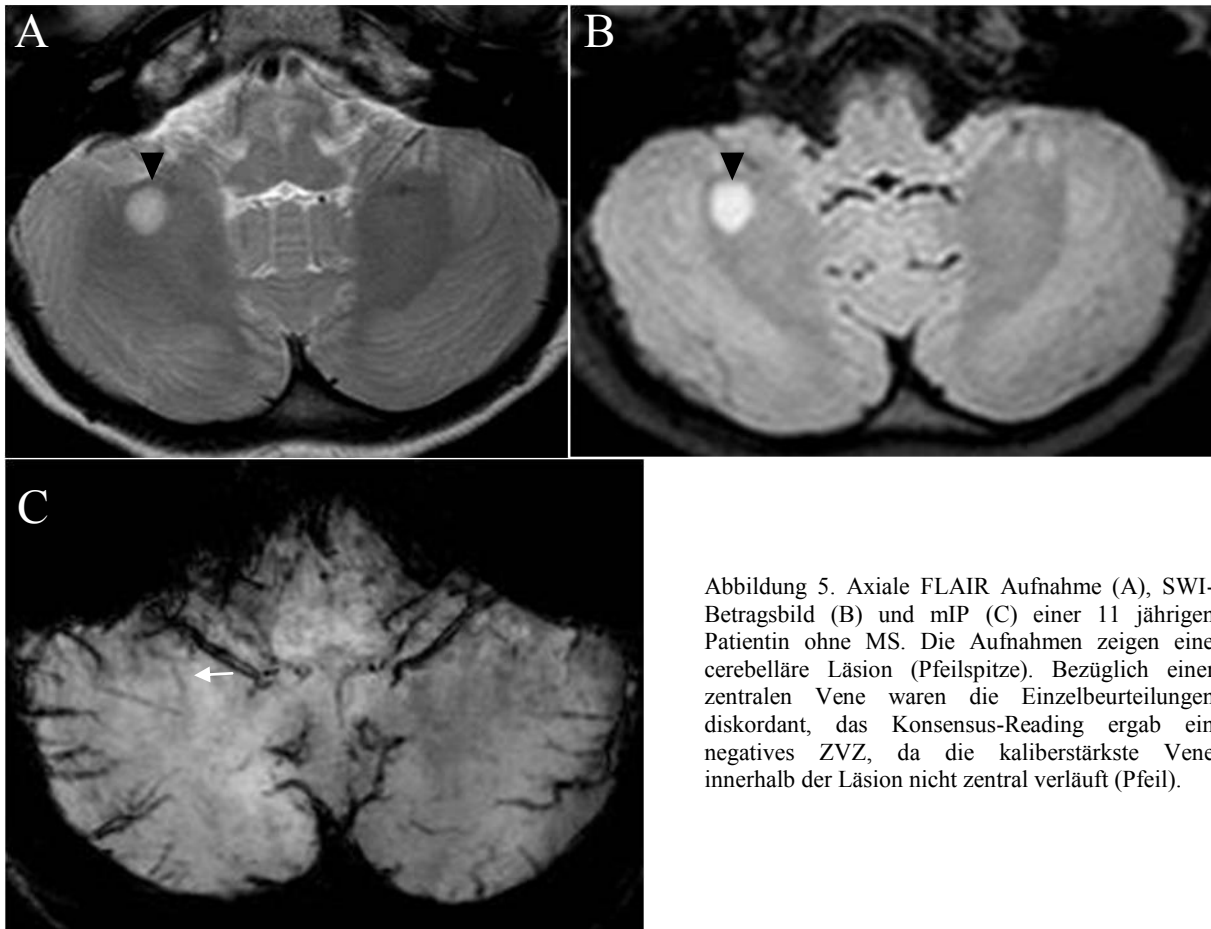 A
B
C
Abbildung 5. Axiale FLAIR Aufnahme (A), SWI-
Betragsbild (B) und mIP (C) einer 11 jährigen
Patientin ohne MS. Die Aufnahmen zeigen eine
cerebelläre Läsion (Pfeilspitze). Bezüglich einer
zentralen Vene waren die Einzelbeurteilungen
diskordant, das Konsensus-Reading ergab ein
negatives ZVZ, da die kaliberstärkste Vene
innerhalb der Läsion nicht zentral verläuft (Pfeil).